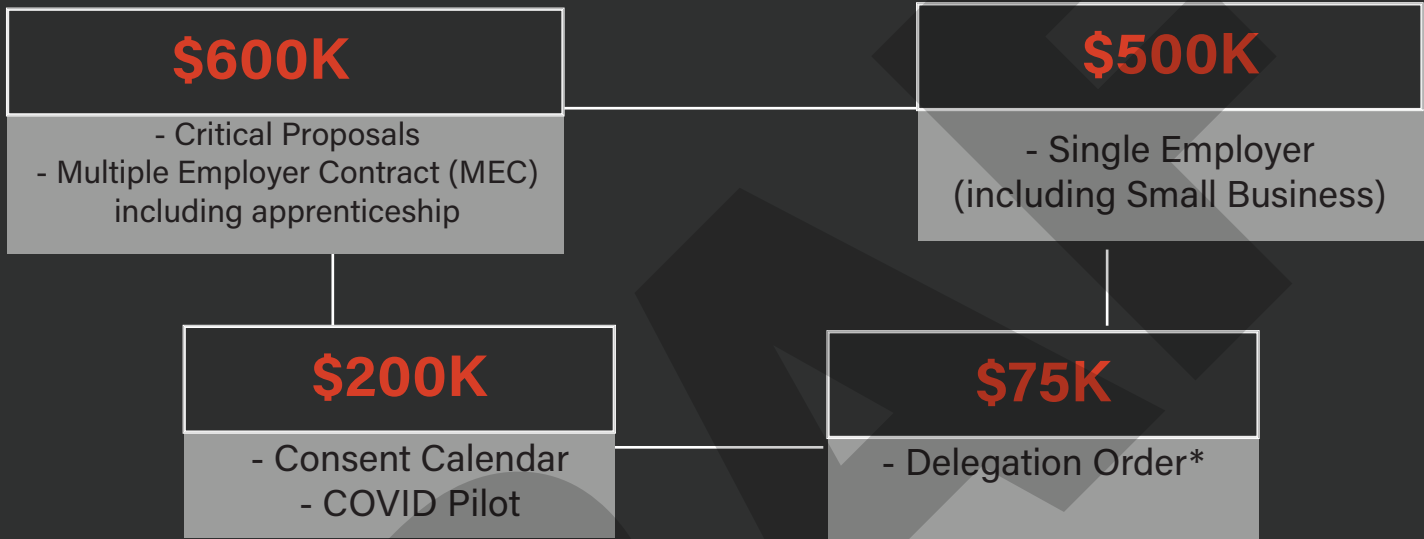 $600K
- Critical Proposals
- Multiple Employer Contract (MEC)
including apprenticeship
$500K
- Single Employer
(including Small Business)
$200K
- Consent Calendar
- COVID Pilot
$75K
- Delegation Order*